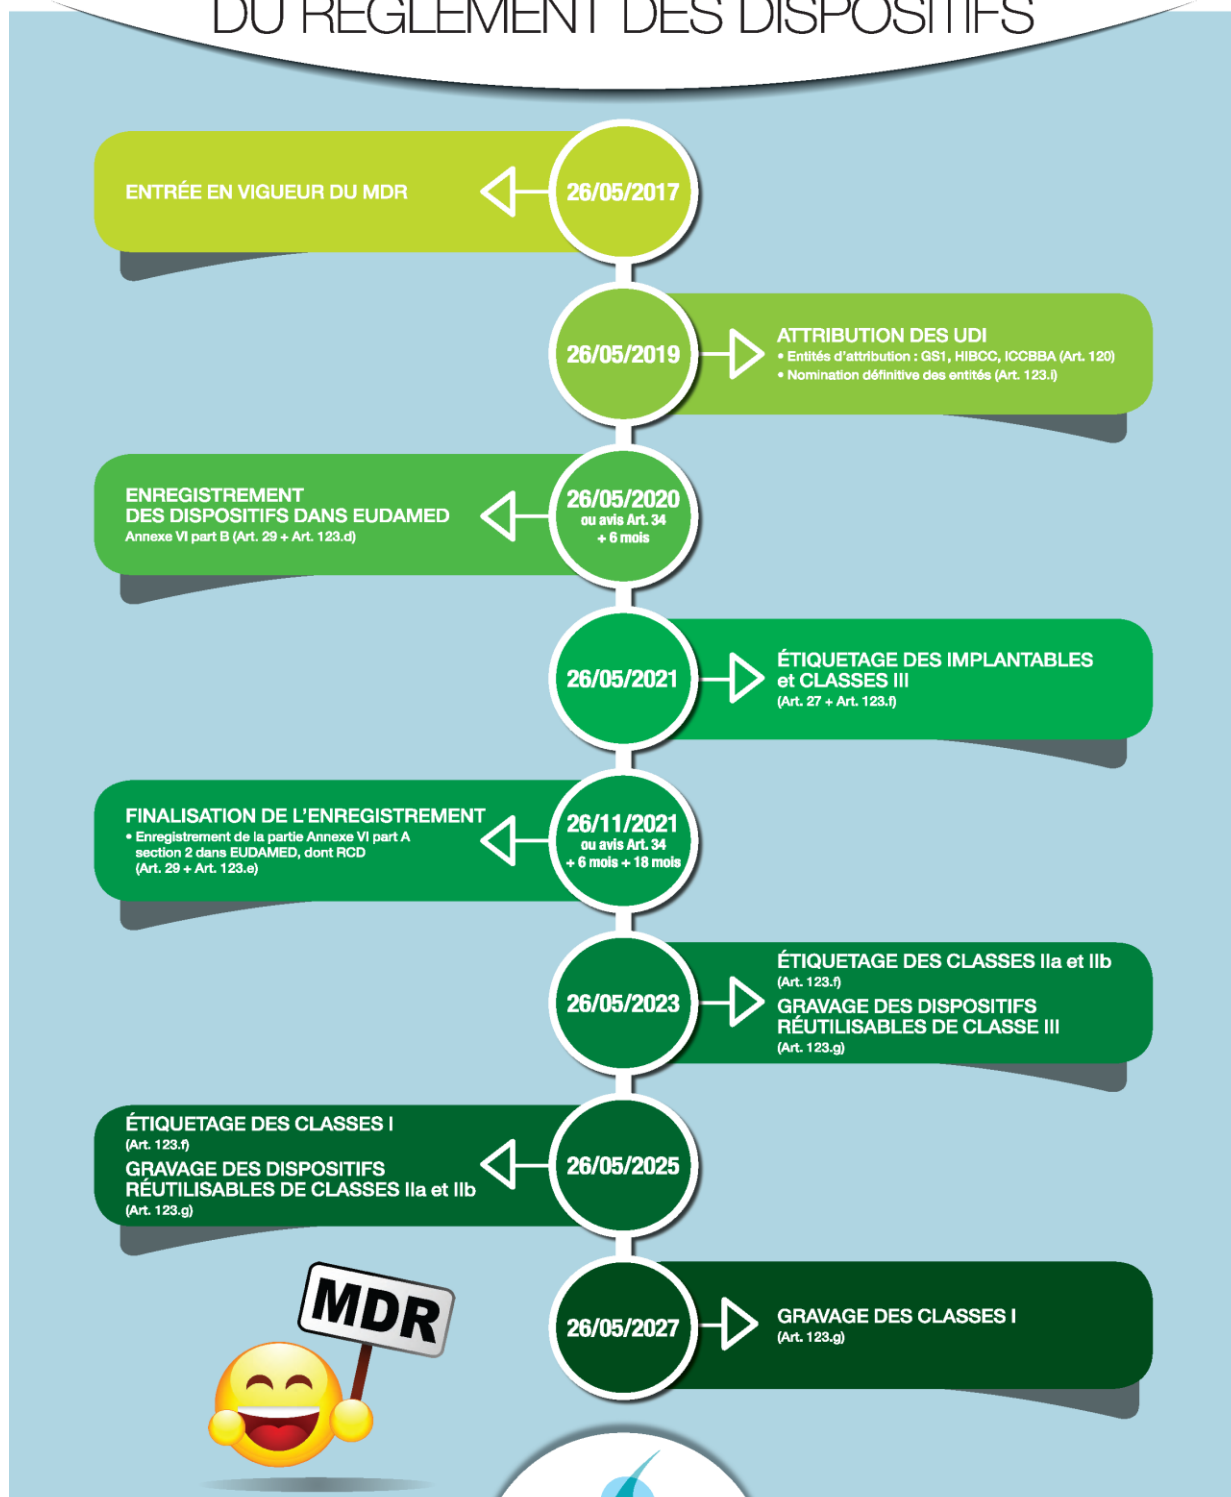 DU RÈGLEMENT DES DISPOSITIFS
ENTRÉE EN VIGUEUR DU MDR
26/05/2017
26/05/2019
ATTRIBUTION DES UDI
• Entités d'attribution : GS1, HIBCC, ICCBBA (Art. 120)
• Nomination définitive des entités (Art. 123.i)
ENREGISTREMENT
DES DISPOSITIFS DANS EUDAMED
Annexe VI part B (Art. 29 + Art. 123.d)
26/05/2020
ou avis Art. 34
+ 6 mois
26/05/2021
ÉTIQUETAGE DES IMPLANTABLES
et CLASSES III
(Art. 27 + Art. 123.f)
FINALISATION DE L'ENREGISTREMENT
• Enregistrement de la partie Annexe VI part A
section 2 dans EUDAMED, dont RCD
(Art. 29 + Art. 123.e)
26/11/2021
ou avis Art. 34
+ 6 mois + 18 mois
26/05/2023
ÉTIQUETAGE DES CLASSES IIa et IIb
(Art. 123.f)
GRAVAGE DES DISPOSITIFS
RÉUTILISABLES DE CLASSE III
(Art. 123.g)
ÉTIQUETAGE DES CLASSES I
(Art. 123.f)
GRAVAGE DES DISPOSITIFS
RÉUTILISABLES DE CLASSES IIa et IIb
(Art. 123.g)
26/05/2025
MDR
26/05/2027
GRAVAGE DES CLASSES I
(Art. 123.g)